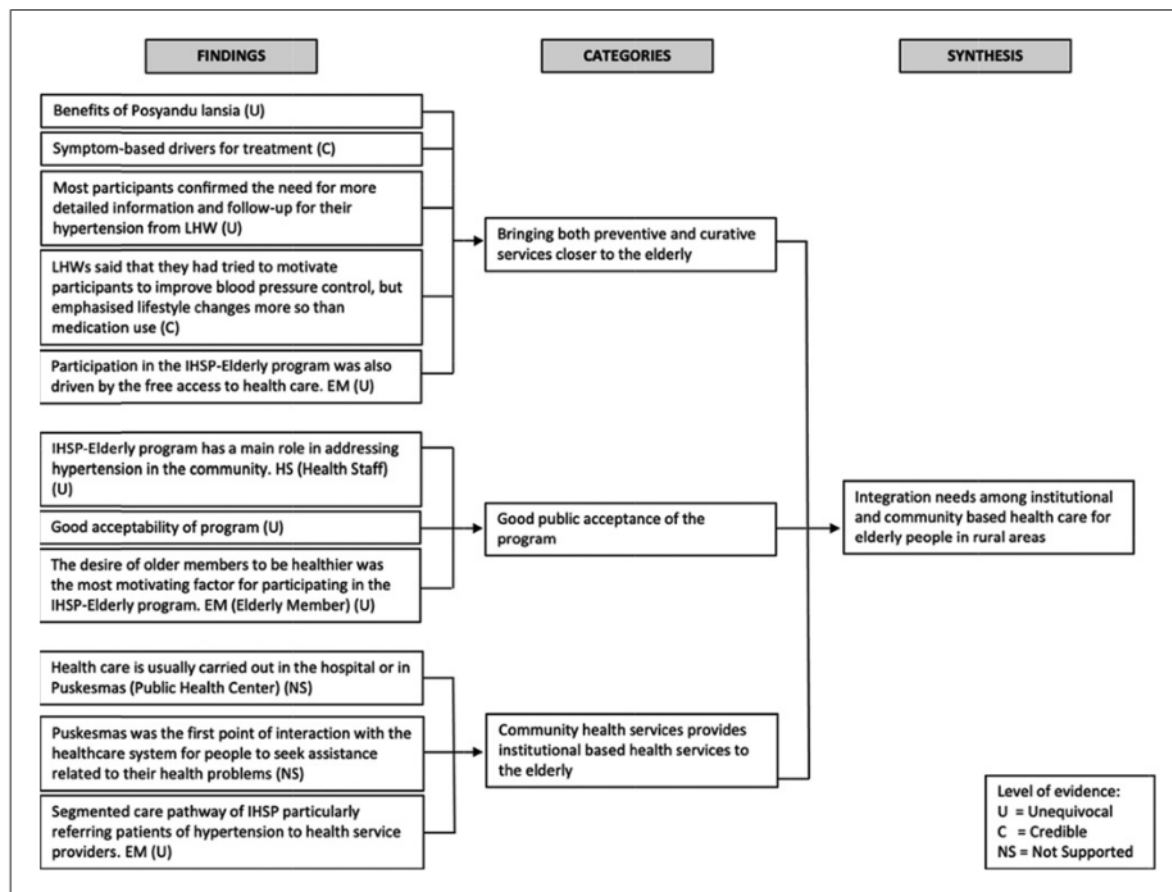 FINDINGS
CATEGORIES
SYNTHESIS
Benefits of Posyandu lansia (U)
Symptom-based drivers for treatment (C)
Most participants confirmed the need for more
detailed information and follow-up for their
hypertension from LHW (U)
LHWs said that they had tried to motivate
participants to improve blood pressure control, but
emphasised lifestyle changes more so than
medication use (C)
Participation in the IHSP-Elderly program was also
driven by the free access to health care. EM (U)
Bringing both preventive and curative
services closer to the elderly
IHSP-Elderly program has a main role in addressing
hypertension in the community. HS (Health Staff)
(U)
Good acceptability of program (U)
The desire of older members to be healthier was
the most motivating factor for participating in the
IHSP-Elderly program. EM (Elderly Member) (U)
Good public acceptance of the
program
Integration needs among institutional
and community based health care for
elderly people in rural areas
Health care is usually carried out in the hospital or in
Puskesmas (Public Health Center) (NS)
Puskesmas was the first point of interaction with the
healthcare system for people to seek assistance
related to their health problems (NS)
Segmented care pathway of IHSP particularly
referring patients of hypertension to health service
providers. EM (U)
Community health services provides
institutional based health services to
the elderly
Level of evidence:
U = Unequivocal
C = Credible
NS = Not Supported